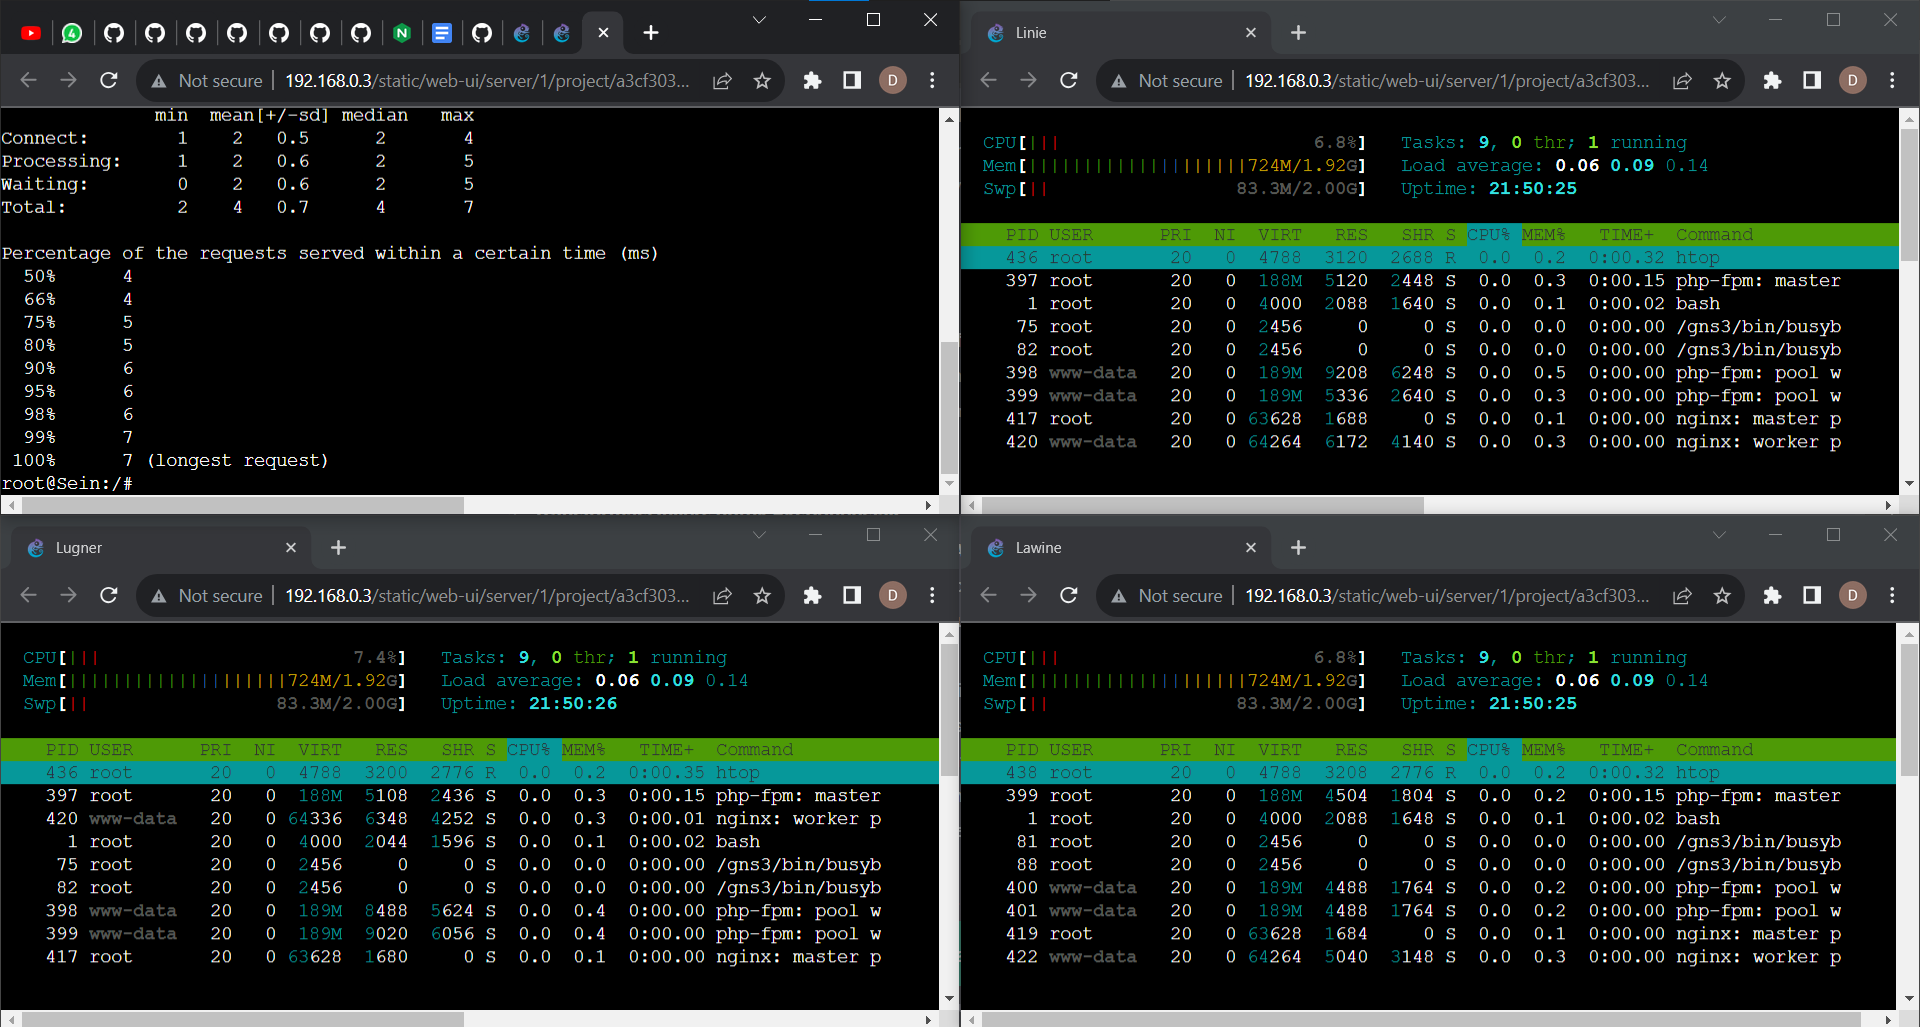 Not secure | 192.168.0.3/static/web-ui/server/1/project/a3cf303... D
min mean[+/-sd] median max
Connect: 1 2 0.5 2 4
Processing: 1 2 0.6 2 5
Waiting: 0 2 0.6 2 5
Total: 2 4 0.7 4 7
Percentage of the requests served within a certain time (ms)
50% 4
66% 4
75% 5
80% 5
90% 6
95% 6
98% 6
99% 7
100% 7 (longest request)
root@Sein:/#
Linie
Not secure | 192.168.0.3/static/web-ui/server/1/project/a3cf303... D
CPU[||| 6.8%] Tasks: 9, 0 thr; 1 running
Mem[||||||||||||||||||||724M/1.92G] Load average: 0.06 0.09 0.14
Swp[|| 83.3M/2.00G] Uptime: 21:50:25
PID USER PRI NI VIRT RES SHR S CPU% MEM% TIME+ Command
436 root 20 0 4788 3120 2688 R 0.0 0.2 0:00.32 htop
397 root 20 0 188M 5120 2448 S 0.0 0.3 0:00.15 php-fpm: master
1 root 20 0 4000 2088 1640 S 0.0 0.1 0:00.02 bash
75 root 20 0 2456 0 0 S 0.0 0.0 0:00.00 /gns3/bin/busyb
82 root 20 0 2456 0 0 S 0.0 0.0 0:00.00 /gns3/bin/busyb
398 www-data 20 0 189M 9208 6248 S 0.0 0.5 0:00.00 php-fpm: pool w
399 www-data 20 0 189M 5336 2640 S 0.0 0.3 0:00.00 php-fpm: pool w
417 root 20 0 63628 1688 0 S 0.0 0.1 0:00.00 nginx: master p
420 www-data 20 0 64264 6172 4140 S 0.0 0.3 0:00.00 nginx: worker p
Lugner
Not secure | 192.168.0.3/static/web-ui/server/1/project/a3cf303... D
CPU[||| 7.4%] Tasks: 9, 0 thr; 1 running
Mem[||||||||||||||||||||724M/1.92G] Load average: 0.06 0.09 0.14
Swp[|| 83.3M/2.00G] Uptime: 21:50:26
PID USER PRI NI VIRT RES SHR S CPU% MEM% TIME+ Command
436 root 20 0 4788 3200 2776 R 0.0 0.2 0:00.35 htop
397 root 20 0 188M 5108 2436 S 0.0 0.3 0:00.15 php-fpm: master
420 www-data 20 0 64336 6348 4252 S 0.0 0.3 0:00.01 nginx: worker p
1 root 20 0 4000 2044 1596 S 0.0 0.1 0:00.02 bash
75 root 20 0 2456 0 0 S 0.0 0.0 0:00.00 /gns3/bin/busyb
82 root 20 0 2456 0 0 S 0.0 0.0 0:00.00 /gns3/bin/busyb
398 www-data 20 0 189M 8488 5624 S 0.0 0.4 0:00.00 php-fpm: pool w
399 www-data 20 0 189M 9020 6056 S 0.0 0.4 0:00.00 php-fpm: pool w
417 root 20 0 63628 1680 0 S 0.0 0.1 0:00.00 nginx: master p
Lawine
Not secure | 192.168.0.3/static/web-ui/server/1/project/a3cf303... D
CPU[||| 6.8%] Tasks: 9, 0 thr; 1 running
Mem[||||||||||||||||||||724M/1.92G] Load average: 0.06 0.09 0.14
Swp[|| 83.3M/2.00G] Uptime: 21:50:25
PID USER PRI NI VIRT RES SHR S CPU% MEM% TIME+ Command
438 root 20 0 4788 3208 2776 R 0.0 0.2 0:00.32 htop
399 root 20 0 188M 4504 1804 S 0.0 0.2 0:00.15 php-fpm: master
1 root 20 0 4000 2088 1648 S 0.0 0.1 0:00.02 bash
81 root 20 0 2456 0 0 S 0.0 0.0 0:00.00 /gns3/bin/busyb
88 root 20 0 2456 0 0 S 0.0 0.0 0:00.00 /gns3/bin/busyb
400 www-data 20 0 189M 4488 1764 S 0.0 0.2 0:00.00 php-fpm: pool w
401 www-data 20 0 189M 4488 1764 S 0.0 0.2 0:00.00 php-fpm: pool w
419 root 20 0 63628 1684 0 S 0.0 0.1 0:00.00 nginx: master p
422 www-data 20 0 64264 5040 3148 S 0.0 0.3 0:00.00 nginx: worker p